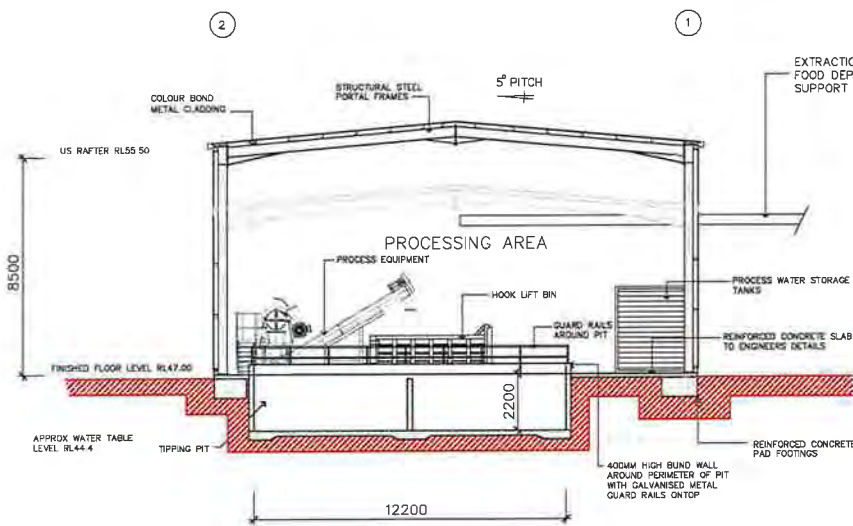 2
1
EXTRACTIO
FOOD DEP
SUPPORT
5° PITCH
STRUCTURAL STEEL
PORTAL FRAMES
COLOUR BOND
METAL CLADDING
US RAFTER RL55 50
8500
PROCESSING AREA
PROCESS EQUIPMENT
HOOK LIFT BIN
PROCESS WATER STORAGE
TANKS
GUARD RAILS
AROUND PIT
REINFORCED CONCRETE SLAB
TO ENGINEERS DETAILS
FINISHED FLOOR LEVEL RL47.00
2200
APPROX WATER TABLE
LEVEL RL44.4
TIPPING PIT
REINFORCED CONCRETE
PAD FOOTINGS
400MM HIGH BUND WALL
AROUND PERIMETER OF PIT
WITH GALVANISED METAL
GUARD RAILS ONTOP
12200